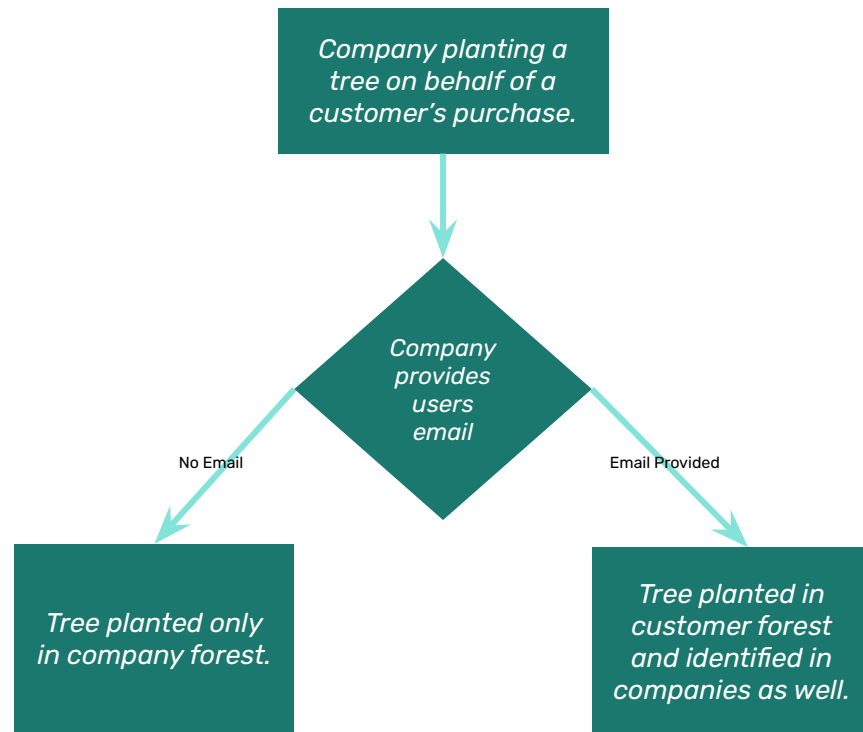 Company planting a
tree on behalf of a
customer's purchase.
Company
provides
users
email
No Email
Email Provided
Tree planted only
in company forest.
Tree planted in
customer forest
and identified in
companies as well.